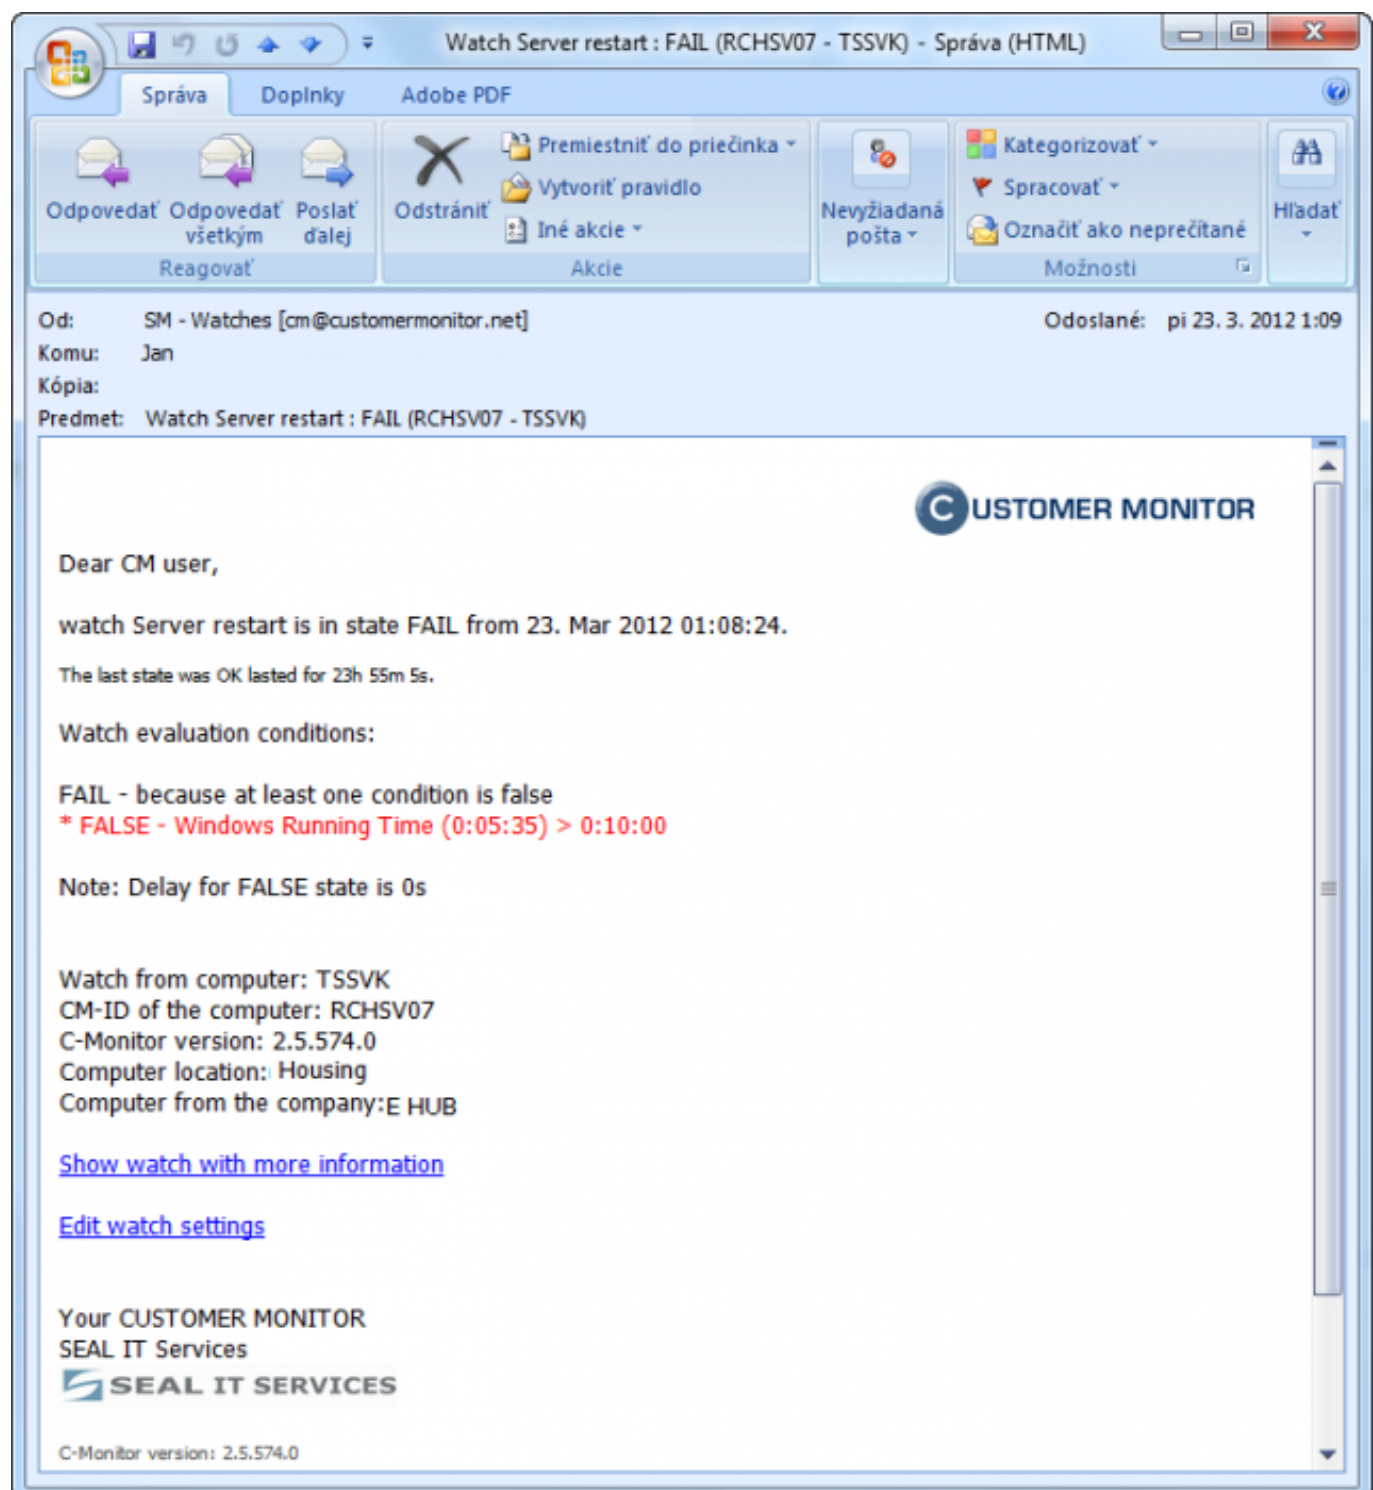 Watch Server restart : FAIL (RCHSV07 - TSSVK) - Správa (HTML)
Správa Doplnky Adobe PDF
Odpovedať Odpovedať všetkým Poslať ďalej
Reagovať
Odstrániť
Premiestniť do priečinka
Vytvoriť pravidlo
Iné akcie
Akcie
Nevyžiadaná
pošta
Kategorizovať
Spracovať
Označiť ako neprečítané
Možnosti
Hľadať
Od: SM - Watches [cm@customermonitor.net] Odoslané: pi 23. 3. 2012 1:09
Komu: Jan
Kópia:
Predmet: Watch Server restart : FAIL (RCHSV07 - TSSVK)
CUSTOMER MONITOR
Dear CM user,
watch Server restart is in state FAIL from 23. Mar 2012 01:08:24.
The last state was OK lasted for 23h 55m 5s.
Watch evaluation conditions:
FAIL - because at least one condition is false
* FALSE - Windows Running Time (0:05:35) > 0:10:00
Note: Delay for FALSE state is 0s
Watch from computer: TSSVK
CM-ID of the computer: RCHSV07
C-Monitor version: 2.5.574.0
Computer location: Housing
Computer from the company:E HUB
Show watch with more information
Edit watch settings
Your CUSTOMER MONITOR
SEAL IT Services
SEAL IT SERVICES
C-Monitor version: 2.5.574.0